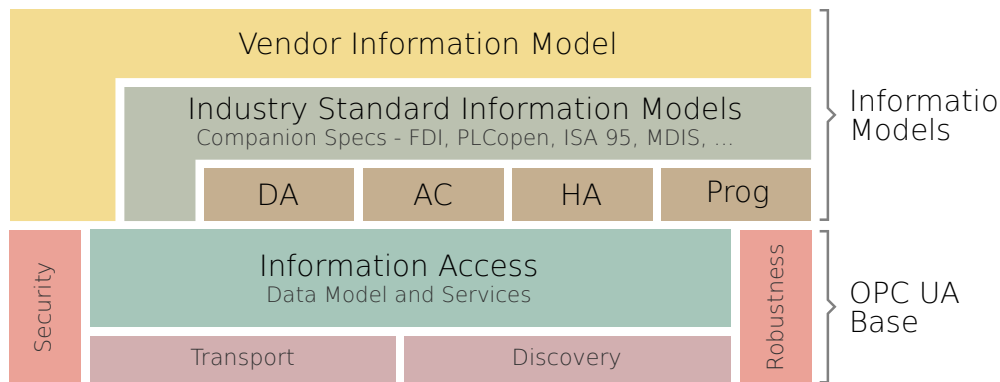 Vendor Information Model
Industry Standard Information Models
Companion Specs - FDI, PLCopen, ISA 95, MDIS, ...
DA
AC
HA
Prog
Informatio
Models
Security
Information Access
Data Model and Services
Robustness
OPC UA
Base
Transport
Discovery